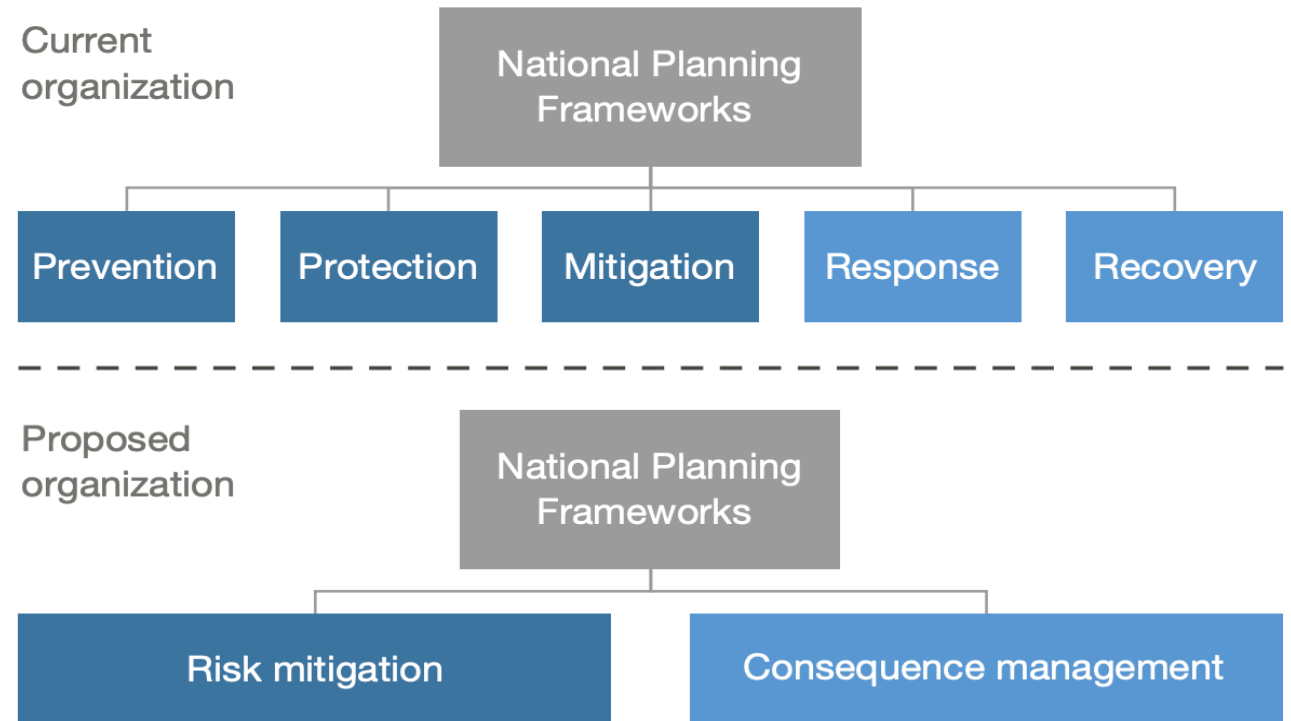 Current
organization
National Planning
Frameworks
Prevention
Protection
Mitigation
Response
Recovery
Proposed
organization
National Planning
Frameworks
Risk mitigation
Consequence management